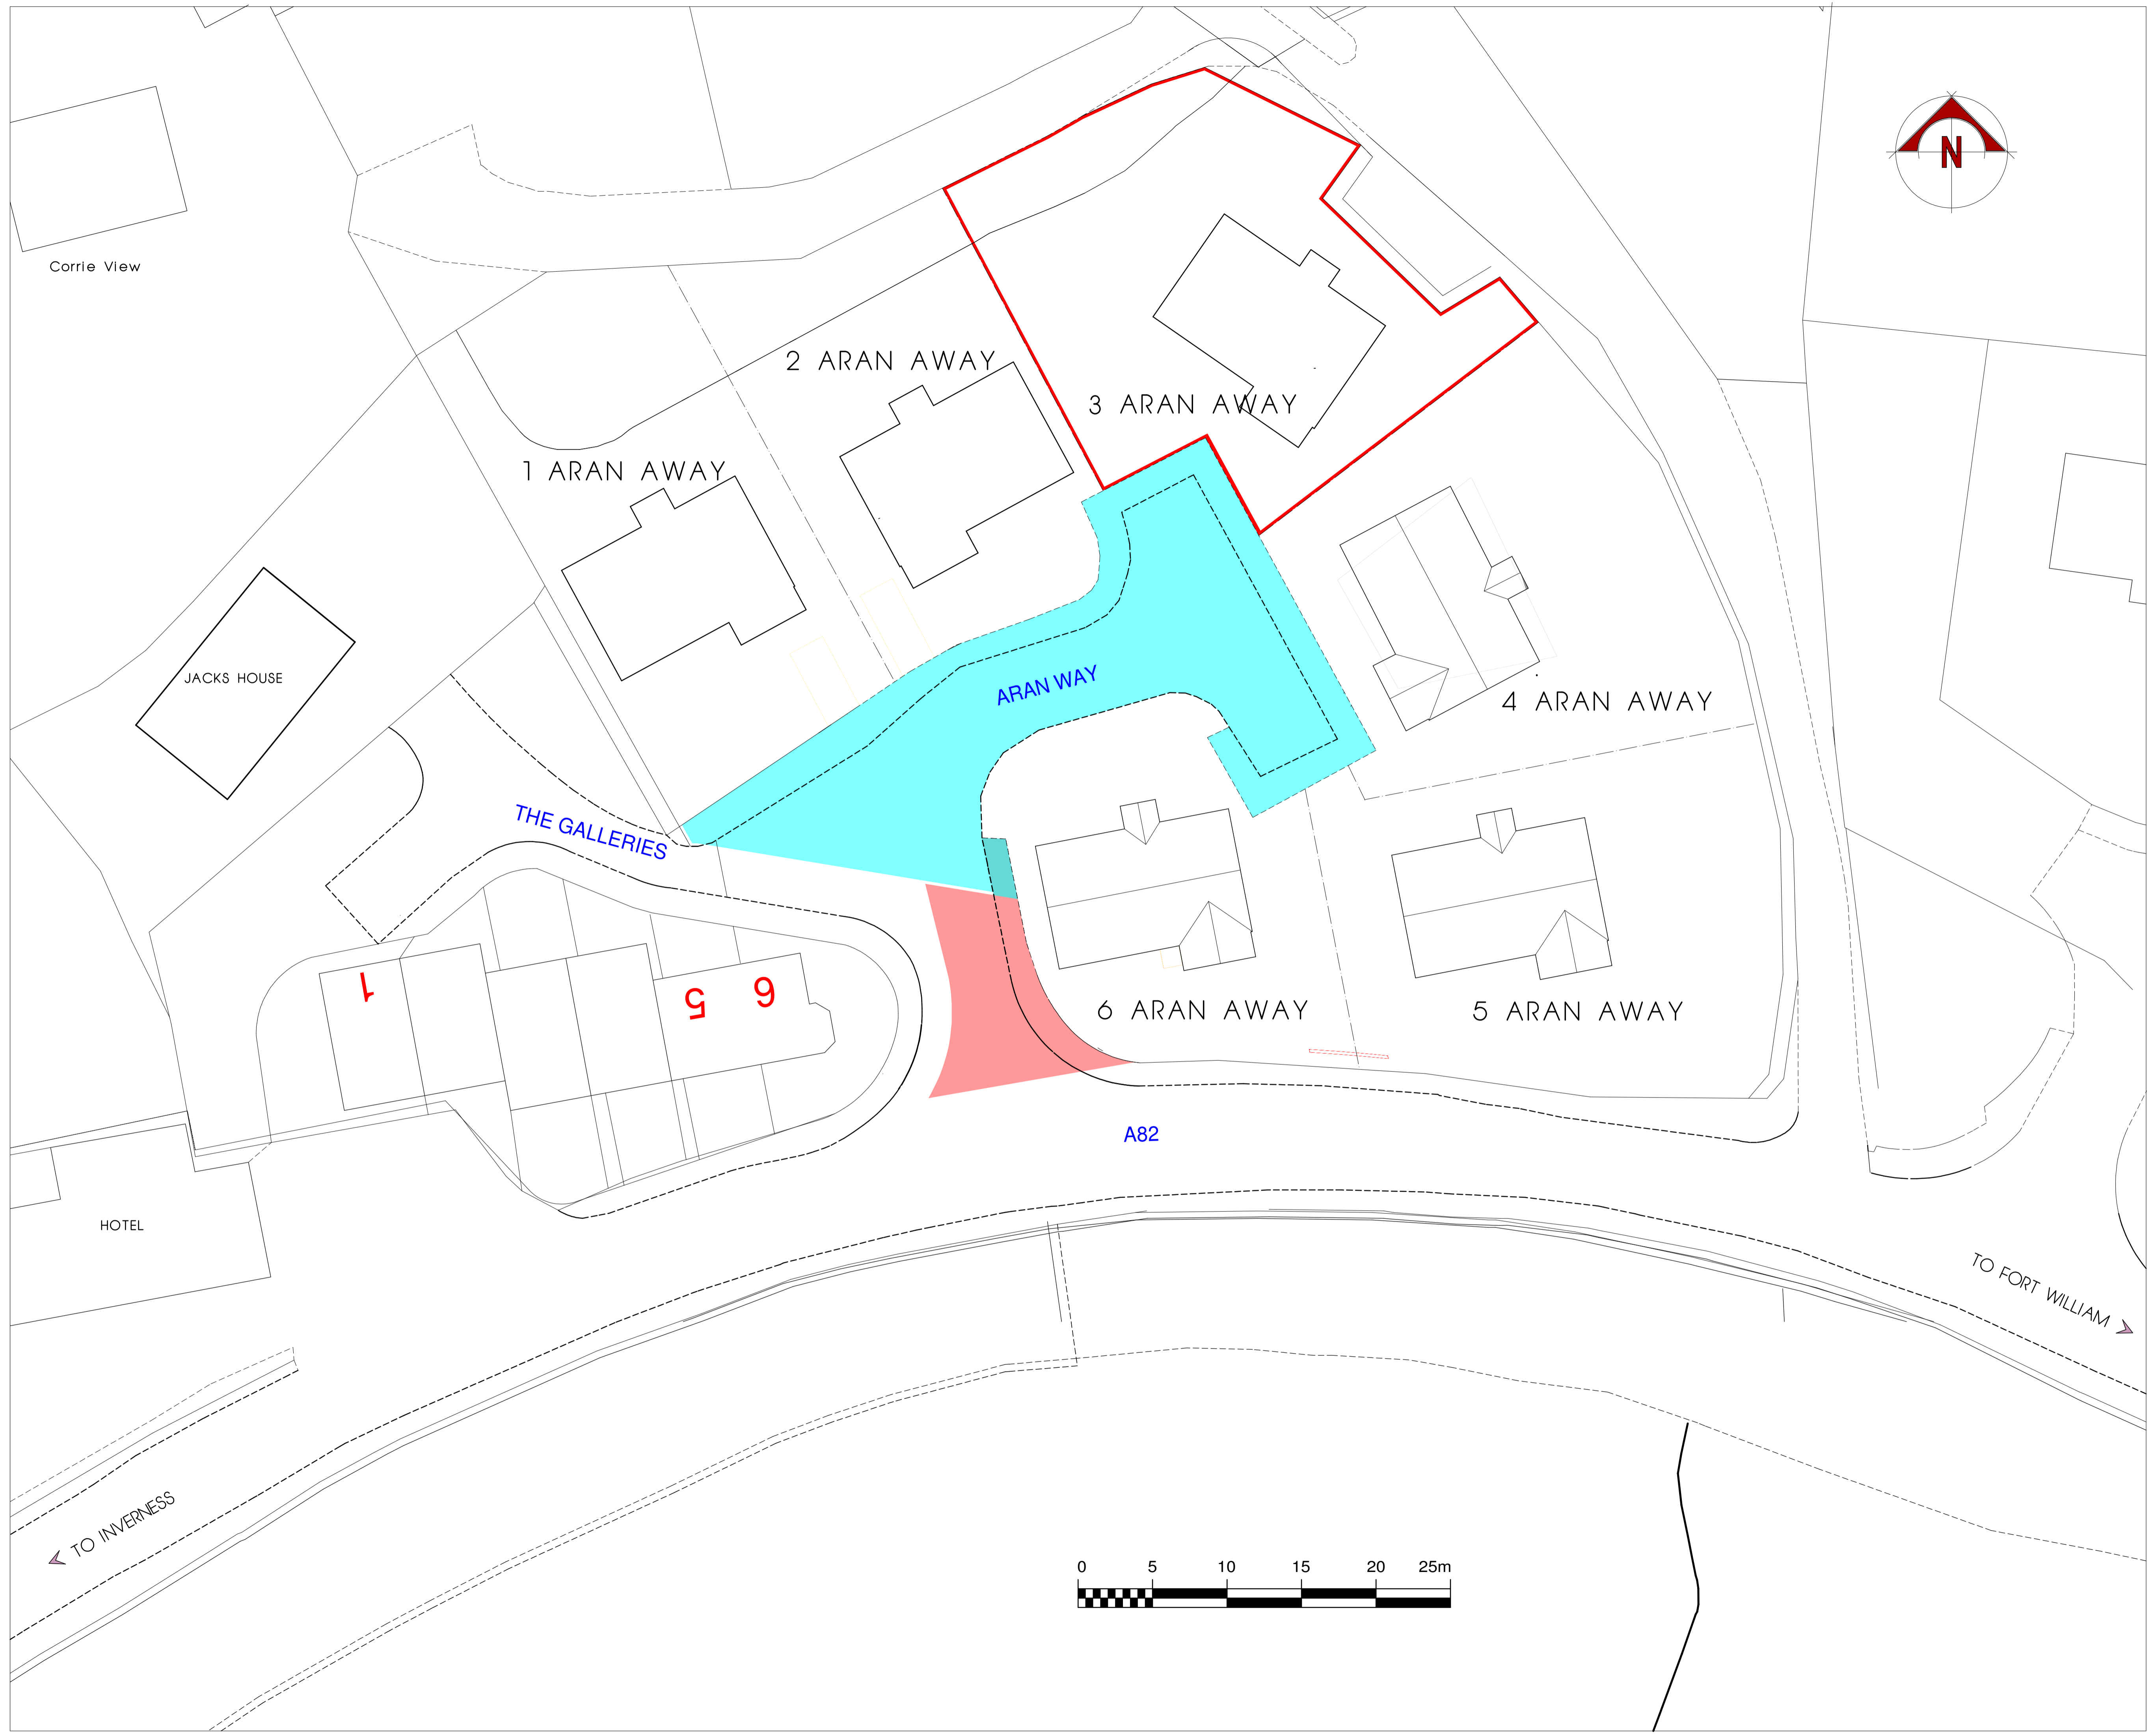 N
Corrie View
2 ARAN AWAY
3 ARAN AWAY
1 ARAN AWAY
JACKS HOUSE
ARAN WAY
4 ARAN AWAY
THE GALLERIES
1
5
6
6 ARAN AWAY
5 ARAN AWAY
A82
HOTEL
TO FORT WILLIAM
TO INVERNESS
0 5 10 15 20 25m